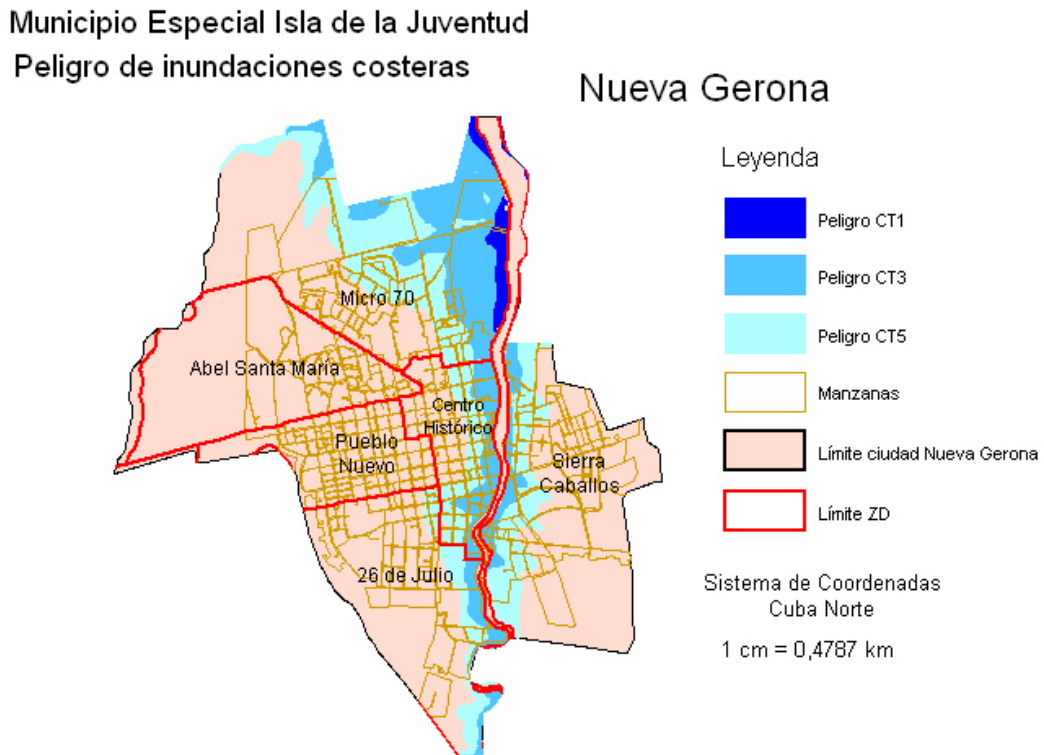 Municipio Especial Isla de la Juventud
Peligro de inundaciones costeras
Nueva Gerona
Leyenda
Peligro CT1
Peligro CT3
Peligro CT5
Manzanas
Límite ciudad Nueva Gerona
Límite ZD
Sistema de Coordenadas
Cuba Norte
1 cm = 0,4787 km
Micro 70
Abel Santa María
Centro
Histórico
Pueblo
Nuevo
Sierra
Caballos
26 de Julio